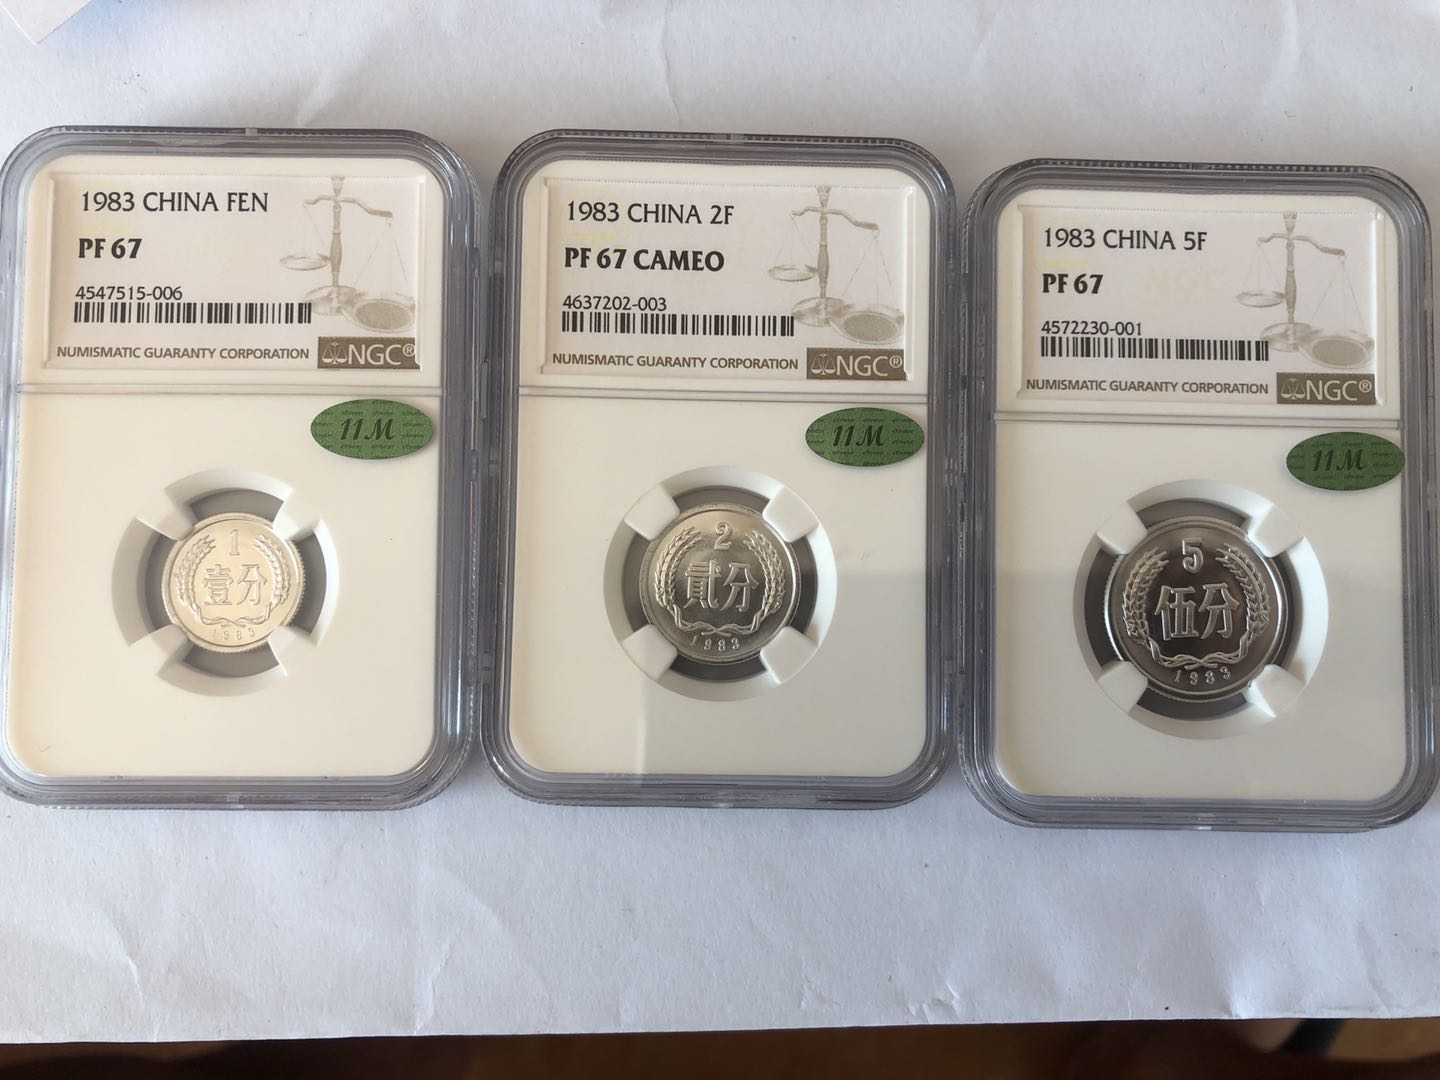 1983 CHINA FEN
PF 67
4547515-006
NUMISMATIC GUARANTY CORPORATION NGC®
11M
1
壹分
1983
1983 CHINA 2F
PF 67 CAMEO
4637202-003
NUMISMATIC GUARANTY CORPORATION NGC®
11M
2
貳分
1983
1983 CHINA 5F
PF 67
4572230-001
NUMISMATIC GUARANTY CORPORATION NGC®
11M
5
伍分
1983